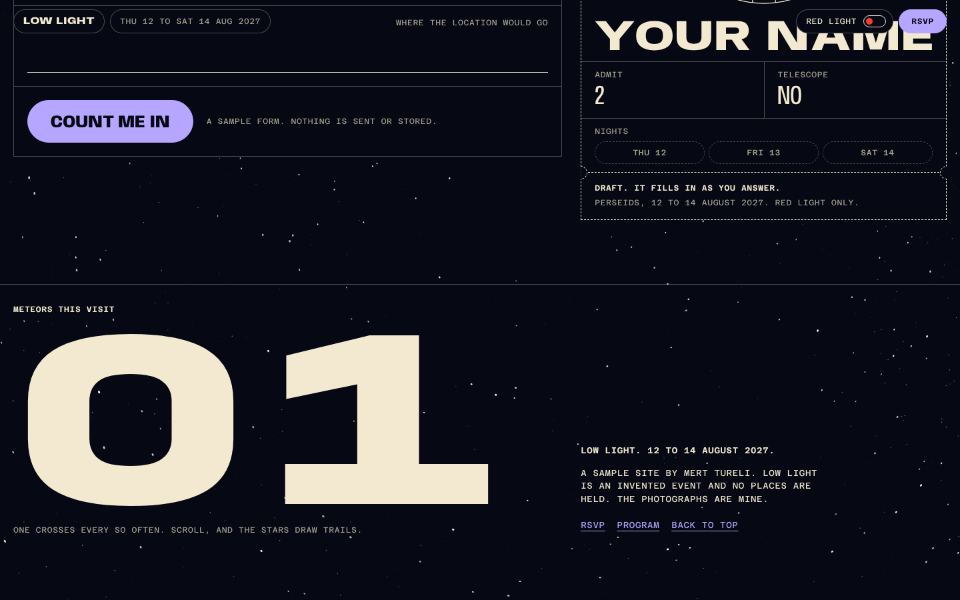 LOW LIGHT
THU 12 TO SAT 14 AUG 2027
WHERE THE LOCATION WOULD GO
RED LIGHT
RSVP
YOUR NAME
ADMIT
2
TELESCOPE
NO
COUNT ME IN
A SAMPLE FORM. NOTHING IS SENT OR STORED.
NIGHTS
THU 12
FRI 13
SAT 14
DRAFT. IT FILLS IN AS YOU ANSWER.
PERSEIDS, 12 TO 14 AUGUST 2027. RED LIGHT ONLY.
METEORS THIS VISIT
01
ONE CROSSES EVERY SO OFTEN. SCROLL, AND THE STARS DRAW TRAILS.
LOW LIGHT. 12 TO 14 AUGUST 2027.
A SAMPLE SITE BY MERT TURELI. LOW LIGHT
IS AN INVENTED EVENT AND NO PLACES ARE
HELD. THE PHOTOGRAPHS ARE MINE.
RSVP PROGRAM BACK TO TOP